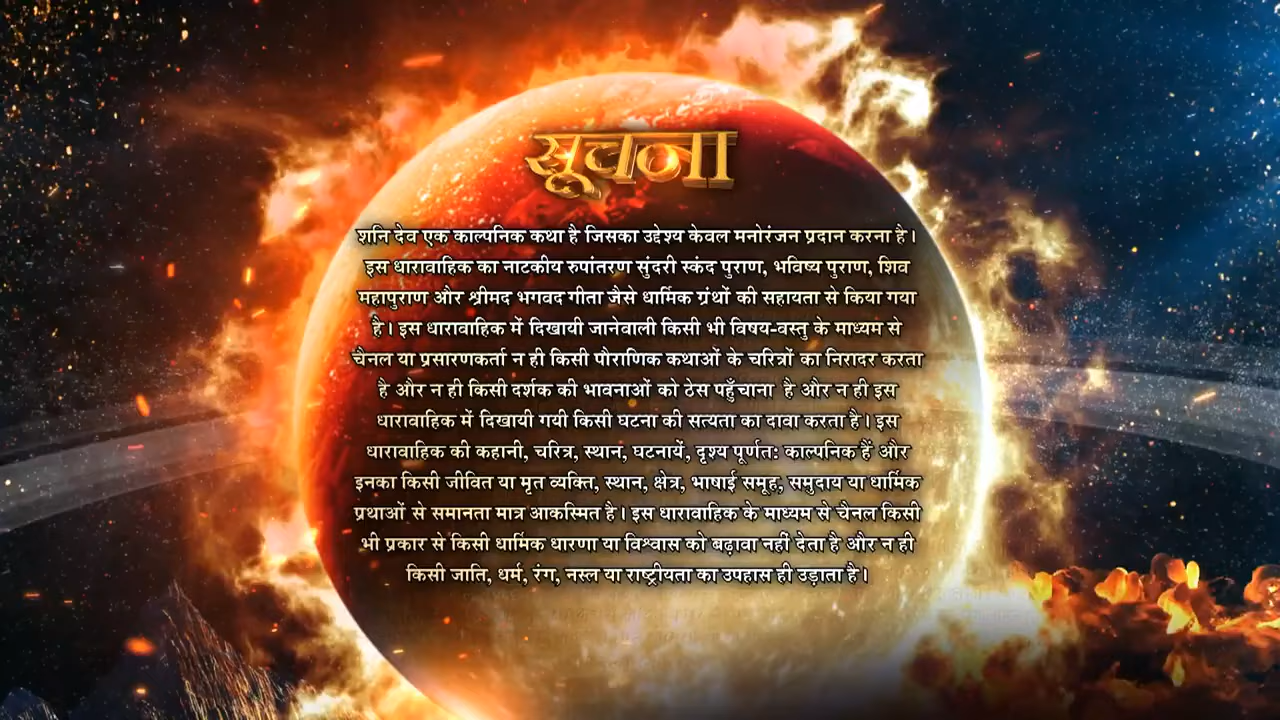 सूचना
शनि देव एक काल्पनिक कथा है जिसका उद्देश्य केवल मनोरंजन प्रदान करना है।
इस धारावाहिक का नाटकीय रुपांतरण सुंदरी स्कंद पुराण, भविष्य पुराण, शिव
महापुराण और श्रीमद भगवद गीता जैसे धार्मिक ग्रंथों की सहायता से किया गया
है। इस धारावाहिक में दिखायी जानेवाली किसी भी विषय-वस्तु के माध्यम से
चैनल या प्रसारणकर्ता न ही किसी पौराणिक कथाओं के चरित्रों का निरादर करता
है और न ही किसी दर्शक की भावनाओं को ठेस पहुँचाना है और न ही इस
धारावाहिक में दिखायी गयी किसी घटना की सत्यता का दावा करता है। इस
धारावाहिक की कहानी, चरित्र, स्थान, घटनायें, दृश्य पूर्णतः काल्पनिक हैं और
इनका किसी जीवित या मृत व्यक्ति, स्थान, क्षेत्र, भाषाई समूह, समुदाय या धार्मिक
प्रथाओं से समानता मात्र आकस्मित है। इस धारावाहिक के माध्यम से चैनल किसी
भी प्रकार से किसी धार्मिक धारणा या विश्वास को बढ़ावा नहीं देता है और न ही
किसी जाति, धर्म, रंग, नस्ल या राष्ट्रीयता का उपहास ही उड़ाता है।